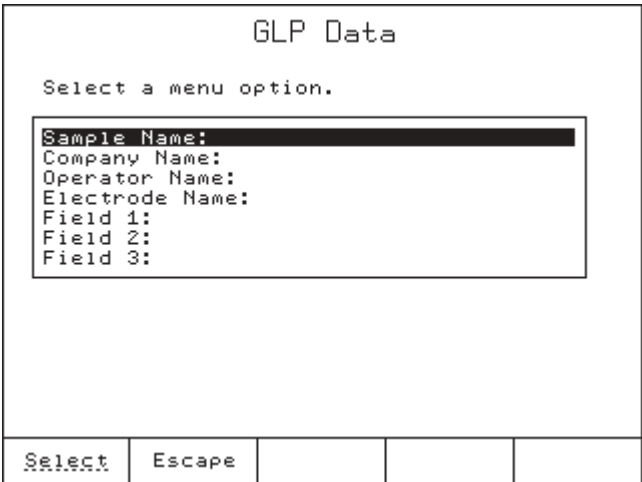 GLP Data
Select a menu option.
Sample Name:
Company Name:
Operator Name:
Electrode Name:
Field 1:
Field 2:
Field 3:
Select Escape